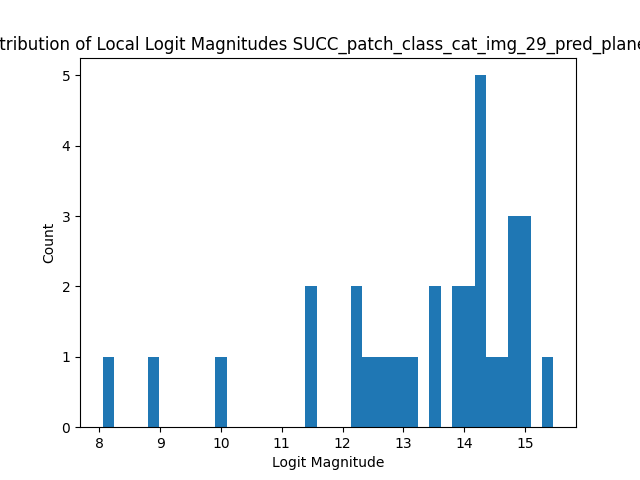 tribution of Local Logit Magnitudes SUCC_patch_class_cat_img_29_pred_plane
5
4
3
2
1
0
Count
8 9 10 11 12 13 14 15
Logit Magnitude